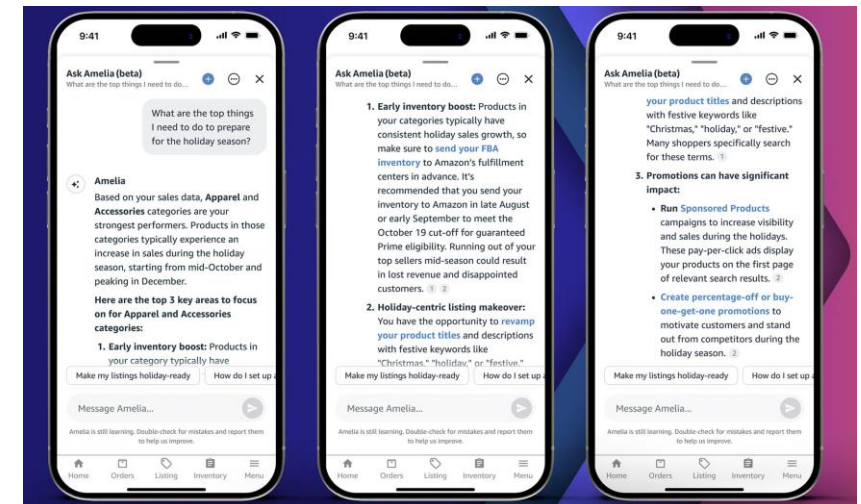 9:41
Ask Amelia (beta)
What are the top things I need to do...
What are the top things
I need to do to prepare
for the holiday season?
Amelia
Based on your sales data, Apparel and
Accessories categories are your
strongest performers. Products in those
categories typically experience an
increase in sales during the holiday
season, starting from mid-October and
peaking in December.
Here are the top 3 key areas to focus
on for Apparel and Accessories
categories:
1. Early inventory boost: Products in
your category typically have
Make my listings holiday-ready
How do I set up a
Message Amelia...
Amelia is still learning. Double-check for mistakes and report them
to help us improve.
Home
Orders
Listing
Inventory
Menu
9:41
Ask Amelia (beta)
What are the top things I need to do...
1. Early inventory boost: Products in
your categories typically have
consistent holiday sales growth, so
make sure to send your FBA
inventory to Amazon's fulfillment
centers in advance. It's
recommended that you send your
inventory to Amazon in late August
or early September to meet the
October 19 cut-off for guaranteed
Prime eligibility. Running out of your
top sellers mid-season could result
in lost revenue and disappointed
customers. 1 2
2. Holiday-centric listing makeover:
You have the opportunity to revamp
your product titles and descriptions
with festive keywords like
"Christmas," "holiday," or "festive."
Make my listings holiday-ready
How do I set up a
Message Amelia...
Amelia is still learning. Double-check for mistakes and report them
to help us improve.
Home
Orders
Listing
Inventory
Menu
9:41
Ask Amelia (beta)
What are the top things I need to do...
your product titles and descriptions
with festive keywords like
"Christmas," "holiday," or "festive."
Many shoppers specifically search
for these terms. 1
3. Promotions can have significant
impact:
• Run Sponsored Products
campaigns to increase visibility
and sales during the holidays.
These pay-per-click ads display
your products on the first page
of relevant search results. 2
• Create percentage-off or buy-
one-get-one promotions to
motivate customers and stand
out from competitors during the
holiday season. 2
Make my listings holiday-ready
How do I set up a
Message Amelia...
Amelia is still learning. Double-check for mistakes and report them
to help us improve.
Home
Orders
Listing
Inventory
Menu